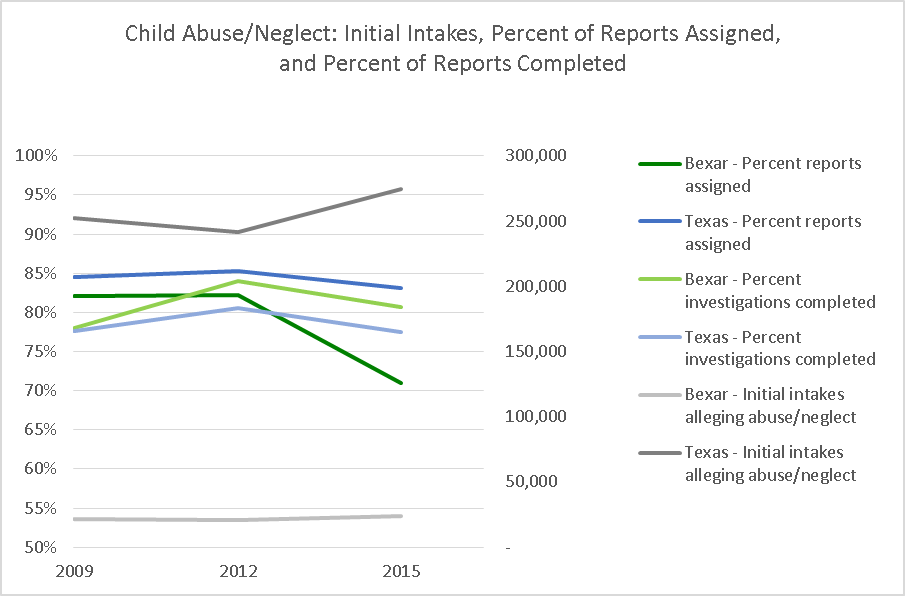 Child Abuse/Neglect: Initial Intakes, Percent of Reports Assigned,
and Percent of Reports Completed
100%
95%
90%
85%
80%
75%
70%
65%
60%
55%
50%
300,000
250,000
200,000
150,000
100,000
50,000
-
2009
2012
2015
Bexar - Percent reports
assigned
Texas - Percent reports
assigned
Bexar - Percent
investigations completed
Texas - Percent
investigations completed
Bexar - Initial intakes
alleging abuse/neglect
Texas - Initial intakes
alleging abuse/neglect